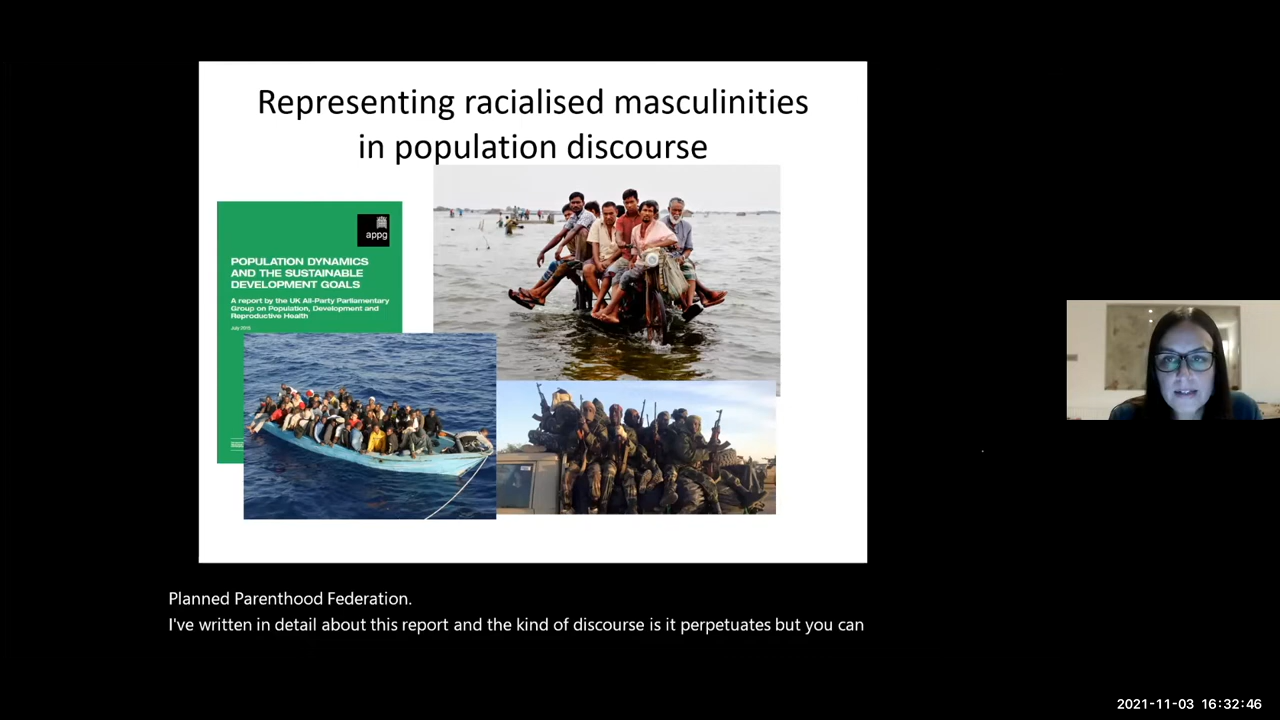 Representing racialised masculinities
in population discourse
appg
POPULATION DYNAMICS
AND THE SUSTAINABLE
DEVELOPMENT GOALS
A report by the UK All-Party Parliamentary
Group on Population, Development and
Reproductive Health
July 2015
Planned Parenthood Federation.
I've written in detail about this report and the kind of discourse is it perpetuates but you can
2021-11-03 16:32:46